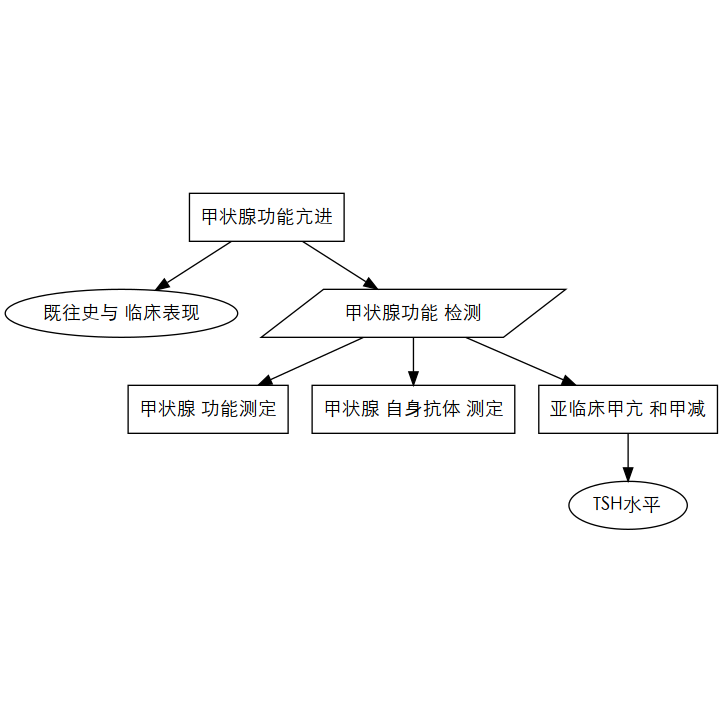 甲状腺功能亢进
既往史与 临床表现
甲状腺功能 检测
甲状腺 功能测定
甲状腺 自身抗体 测定
亚临床甲亢 和甲减
TSH水平